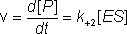 v = d[P]/dt = k₊₂[ES]